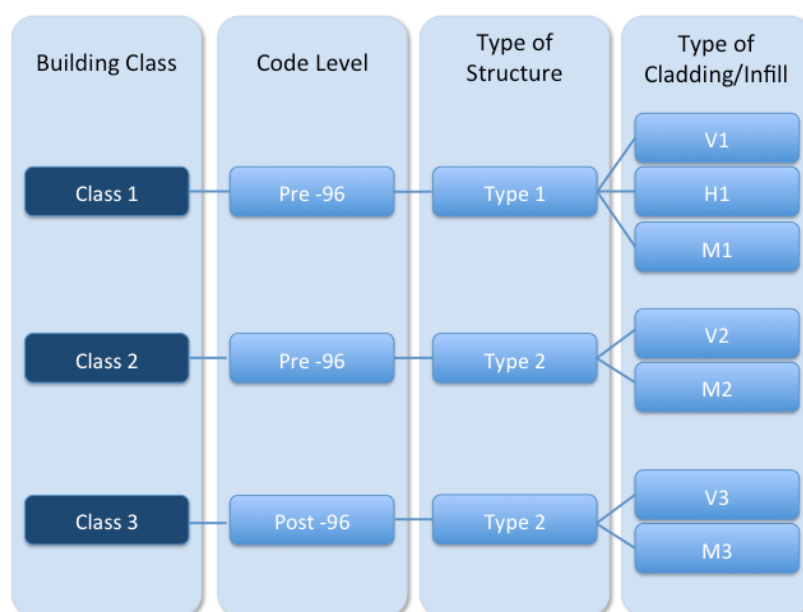 Building Class
Code Level
Type of
Structure
Type of
Cladding/Infill
Class 1
Pre -96
Type 1
V1
H1
M1
Class 2
Pre -96
Type 2
V2
M2
Class 3
Post -96
Type 2
V3
M3